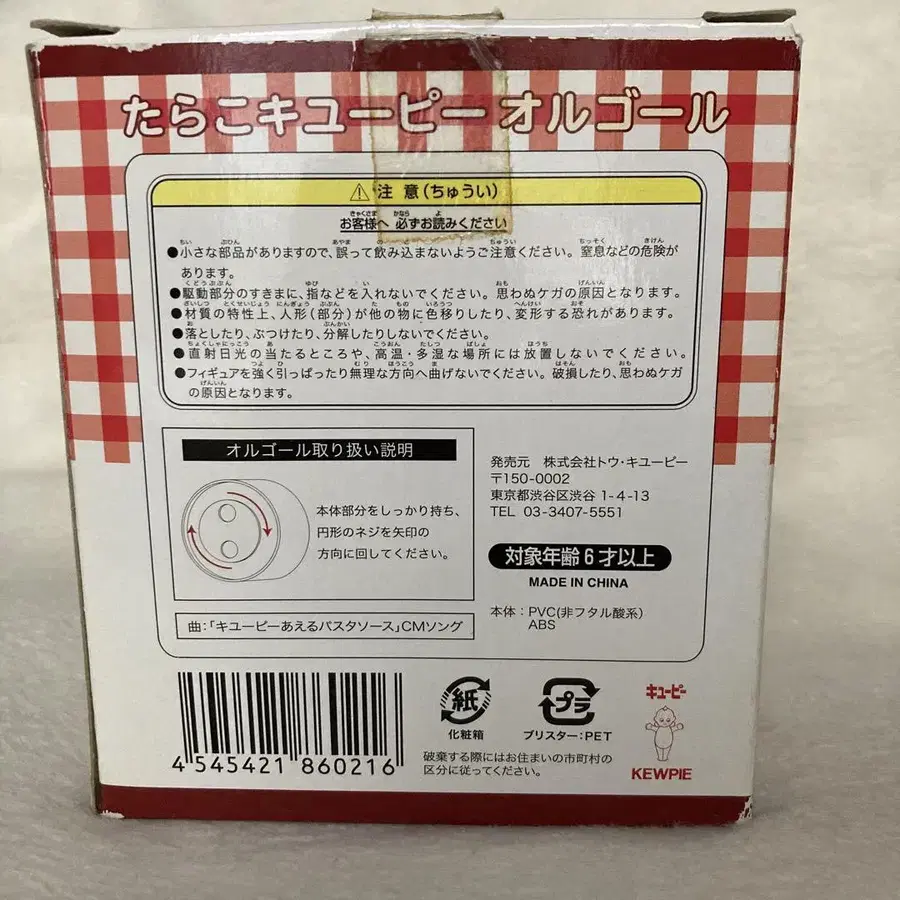 たらこキユーピー オルゴール
⚠注 意(ちゅうい)
お客様へ 必ずお読みください
●小さな部品がありますので、誤って飲み込まないようご注意ください。窒息などの危険が
あります。
●駆動部分のすきまに、指などを入れないでください。思わぬケガの原因となります。
●材質の特性上、人形(部分)が他の物に色移りしたり、変形する恐れがあります。
●落としたり、ぶつけたり、分解したりしないでください。
●直射日光の当たるところや、高温・多湿な場所には放置しないでください。
●フィギュアを強く引っぱったり無理な方向へ曲げないでください。破損したり、思わぬケガ
の原因となります。
オルゴール取り扱い説明
本体部分をしっかり持ち、
円形のネジを矢印の
方向に回してください。
曲:「キユーピーあえるパスタソース」CMソング
発売元 株式会社トウ・キユーピー
〒150-0002
東京都渋谷区渋谷 1-4-13
TEL 03-3407-5551
対象年齢6才以上
MADE IN CHINA
本体:PVC(非フタル酸系)
ABS
4 545421 860216
紙
化粧箱
プラ
ブリスター:PET
破棄する際にはお住まいの市町村の
区分に従ってください。
キユーピー
KEWPIE